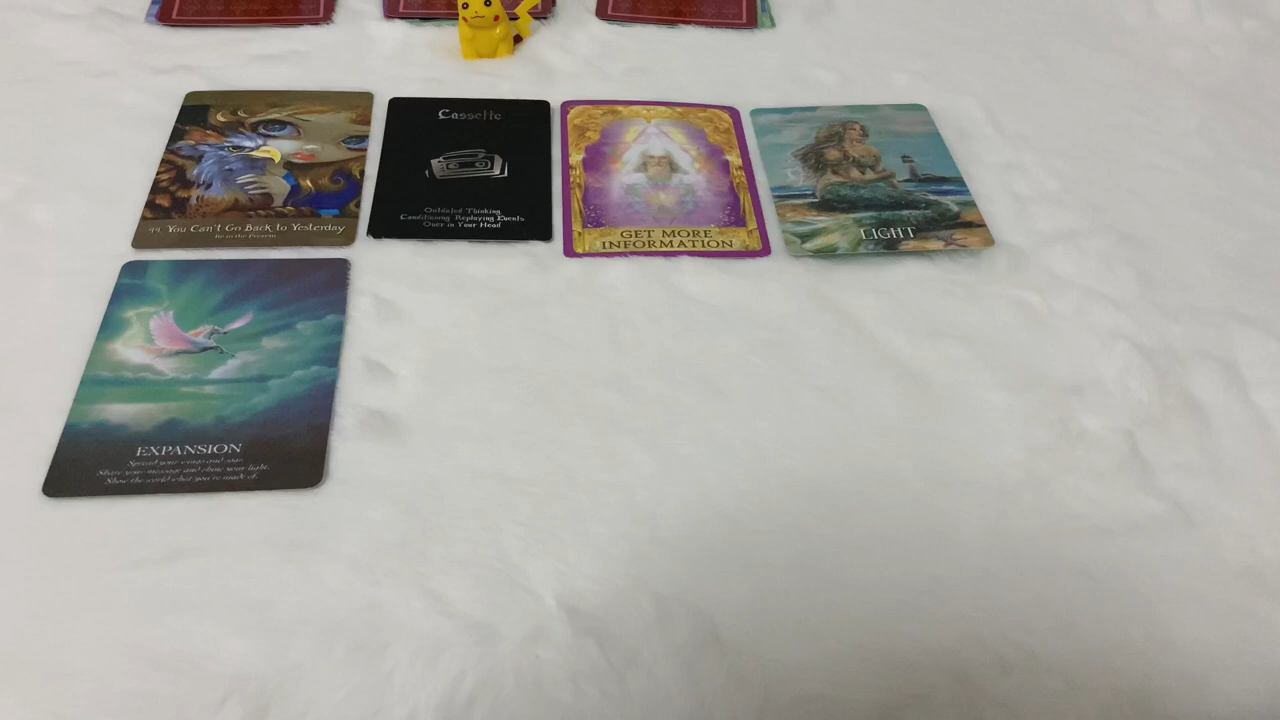 44 You Can't Go Back to Yesterday
Be in the Present
Cassette
Outdated Thinking,
Conditioning, Replaying Events
Over in Your Head
GET MORE
INFORMATION
LIGHT
EXPANSION
Spread your wings and soar.
Share your message and shine your light.
Show the world what you're made of.